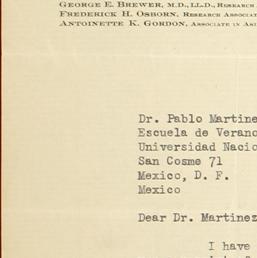 George E. Brewer, M.D., LL.D., Research
Frederick H. Osborn, Research Associat
Antoinette K. Gordon, Associate in Asi
Dr. Pablo Martine
Escuela de Verano
Universidad Nacio
San Cosme 71
Mexico, D. F.
Mexico
Dear Dr. Martinez
I have